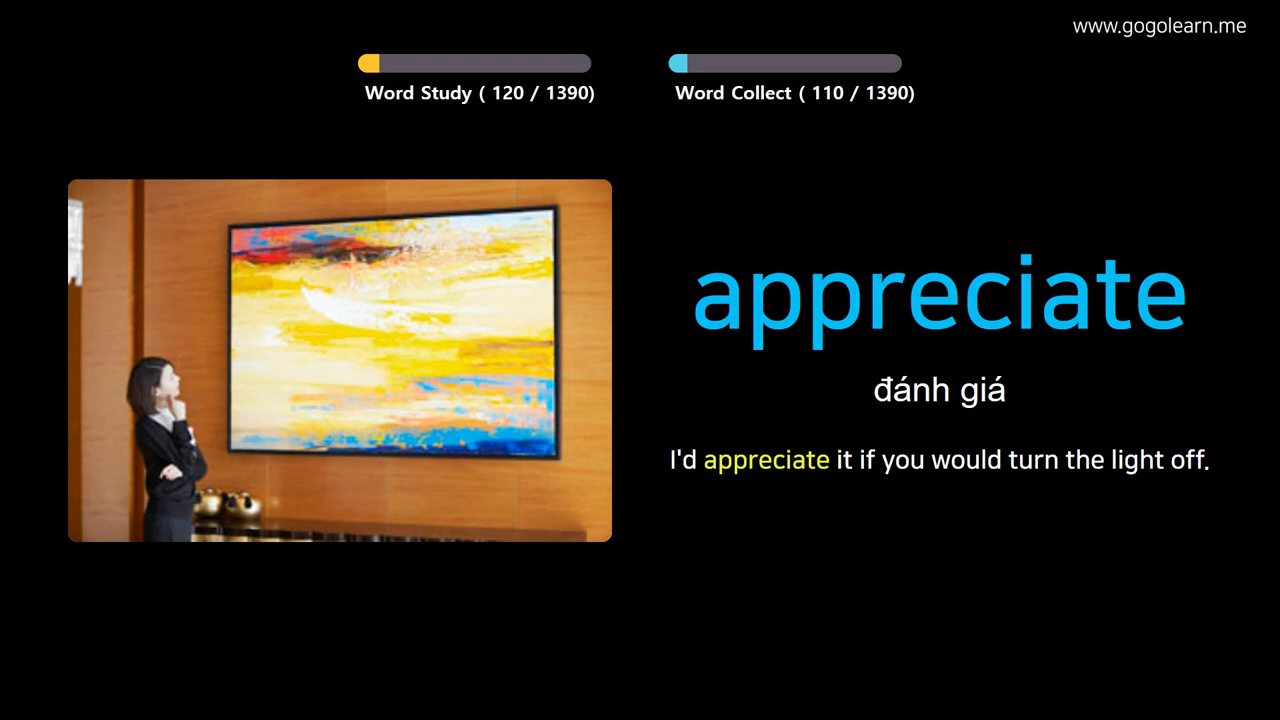 www.gogolearn.me
Word Study ( 120 / 1390)
Word Collect ( 110 / 1390)
appreciate
đánh giá
I'd appreciate it if you would turn the light off.